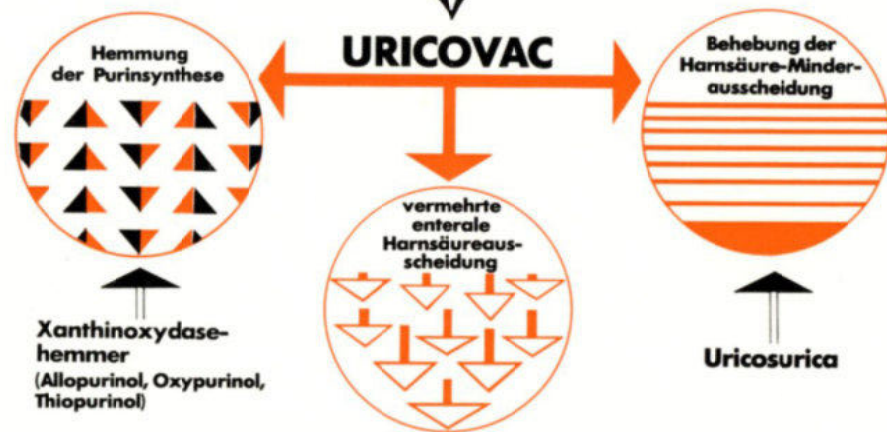 URICOVAC
Hemmung
der Purinsynthese
Behebung der
Harnsäure-Minder-
ausscheidung
vermehrte
enterale
Harnsäureaus-
scheidung
Xanthinoxydase-
hemmer
(Allopurinol, Oxypurinol,
Thiopurinol)
Uricosurica